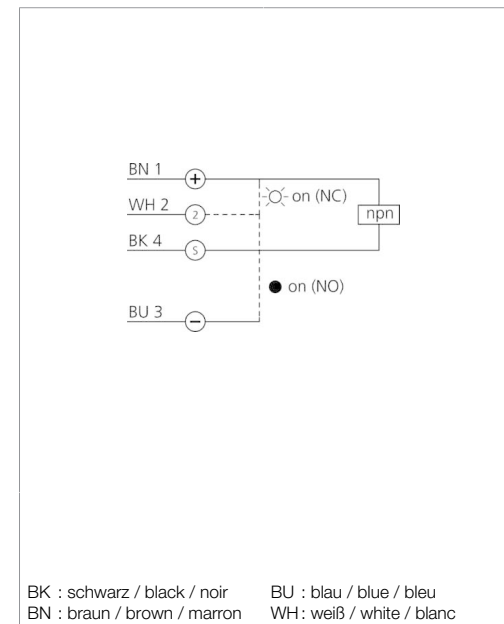 BN 1 +
on (NC)
WH 2 2
npn
BK 4 S
on (NO)
BU 3 −
BK : schwarz / black / noir BU : blau / blue / bleu
BN : braun / brown / marron WH : weiß / white / blanc